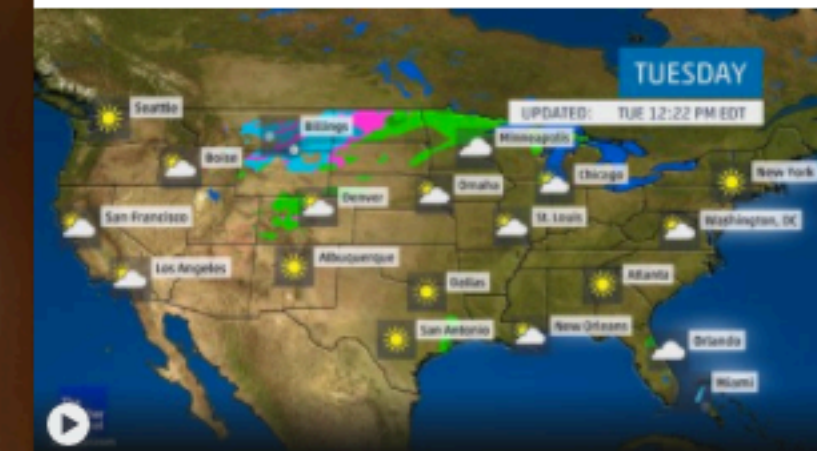 TUESDAY
UPDATED: TUE 12:22 PM EDT
Seattle
Billings
Minneapolis
Boise
Chicago
New York
Omaha
Denver
San Francisco
St. Louis
Washington, DC
Albuquerque
Los Angeles
Dallas
Atlanta
San Antonio
New Orleans
Orlando
Miami